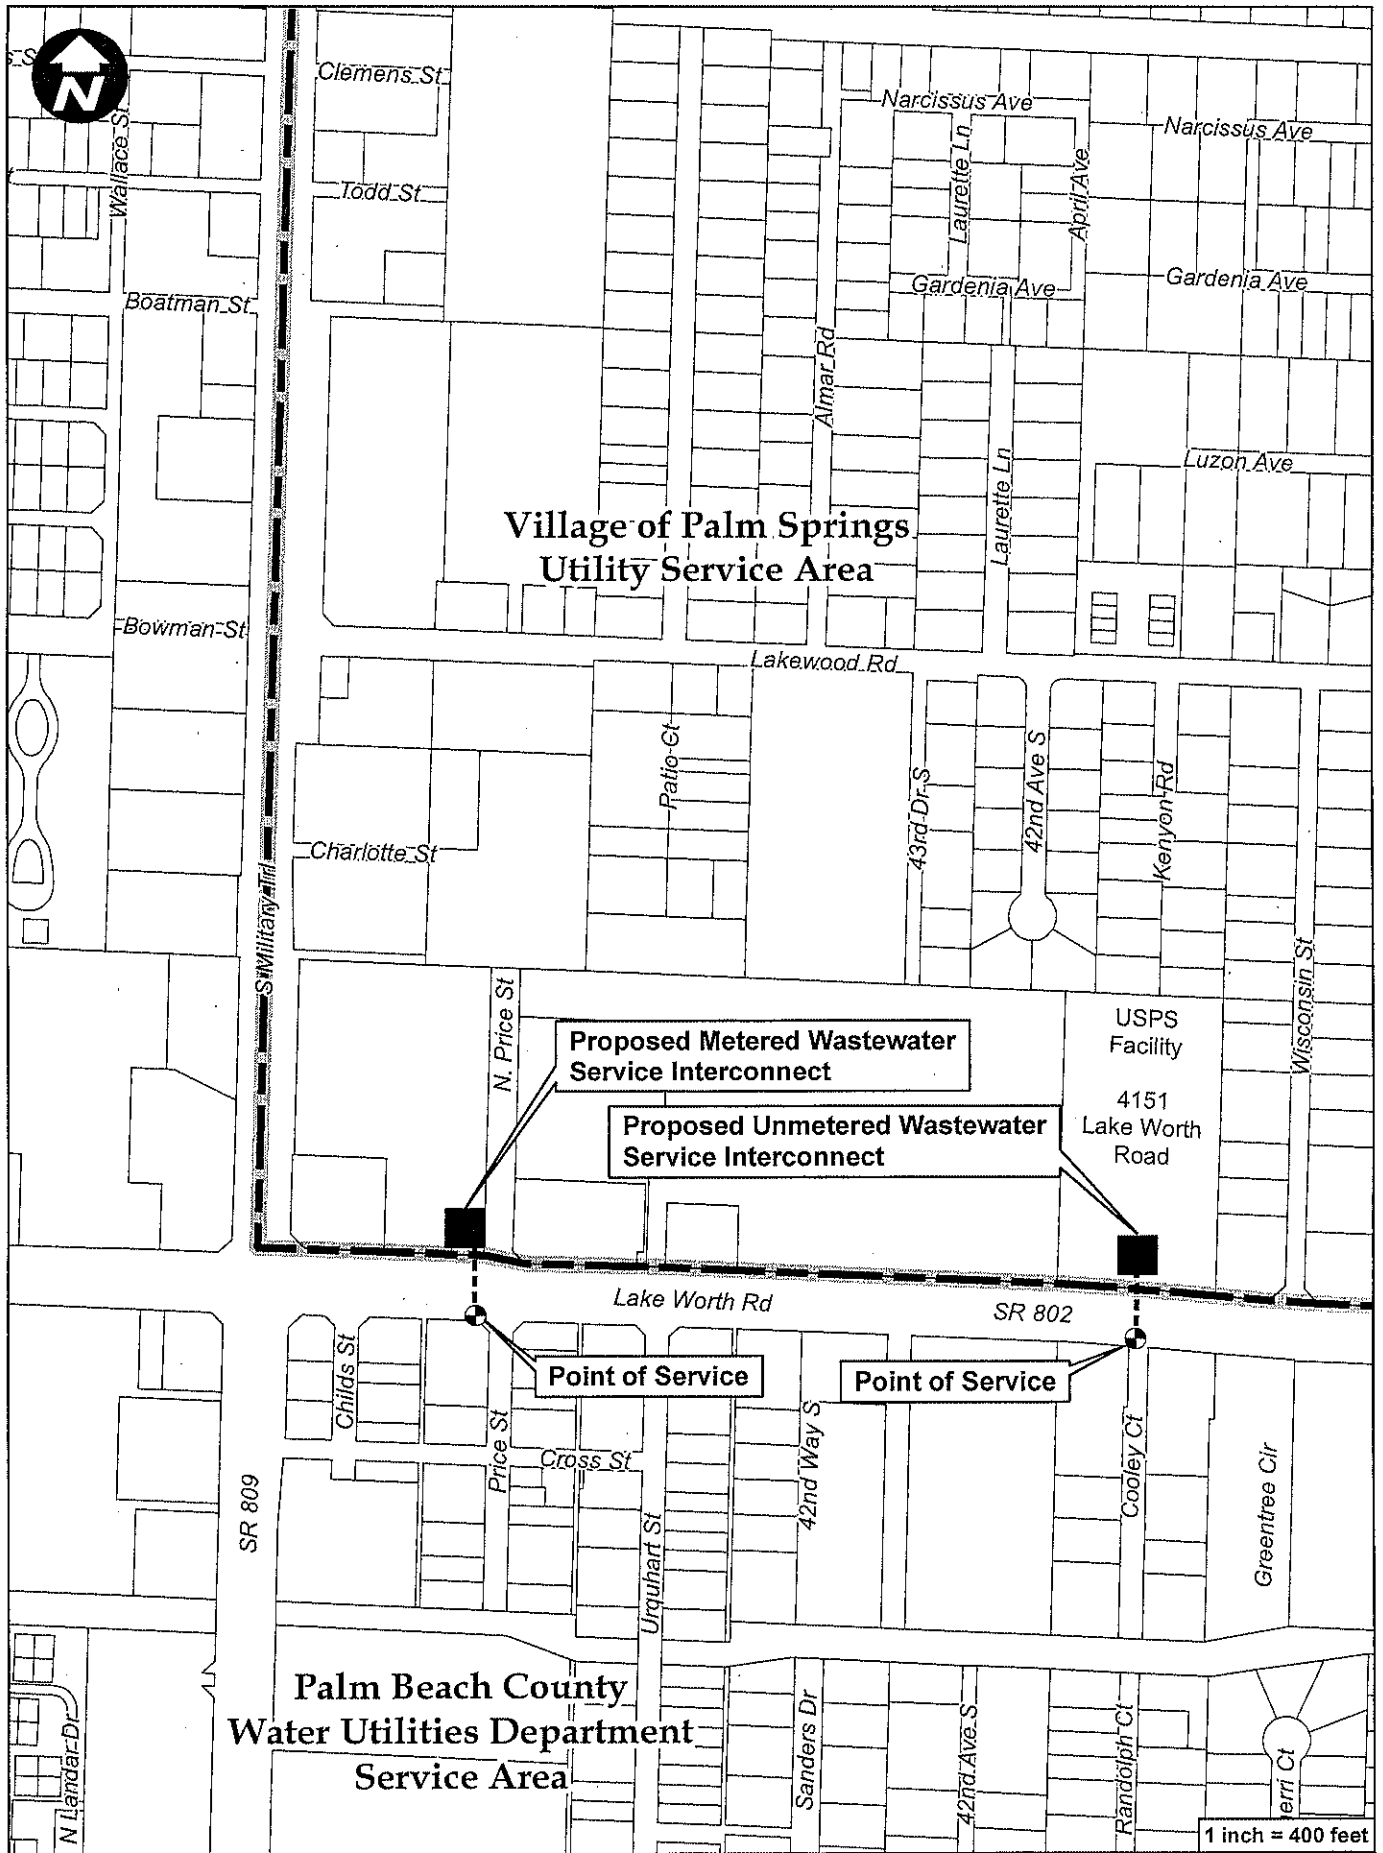 N
Clemens St
Narcissus Ave
Narcissus Ave
Wallace St
Laurette Ln
April Ave
Todd St
Gardenia Ave
Gardenia Ave
Boatman St
Almar Rd
Luzon Ave
Laurette Ln
Village of Palm Springs
Utility Service Area
Bowman St
Lakewood Rd
Patio Ct
43rd Dr S
42nd Ave S
Kenyon Rd
Charlotte St
S Military Trl
N. Price St
Wisconsin St
USPS
Facility
4151
Lake Worth
Road
Proposed Metered Wastewater
Service Interconnect
Proposed Unmetered Wastewater
Service Interconnect
Lake Worth Rd
SR 802
Point of Service
Point of Service
Childs St
Price St
Cross St
42nd Way S
Cooley Ct
Greentree Cir
SR 809
Urquhart St
Palm Beach County
Water Utilities Department
Service Area
N Landar Dr
Sanders Dr
42nd Ave S
Randolph Ct
erri Ct
1 inch = 400 feet